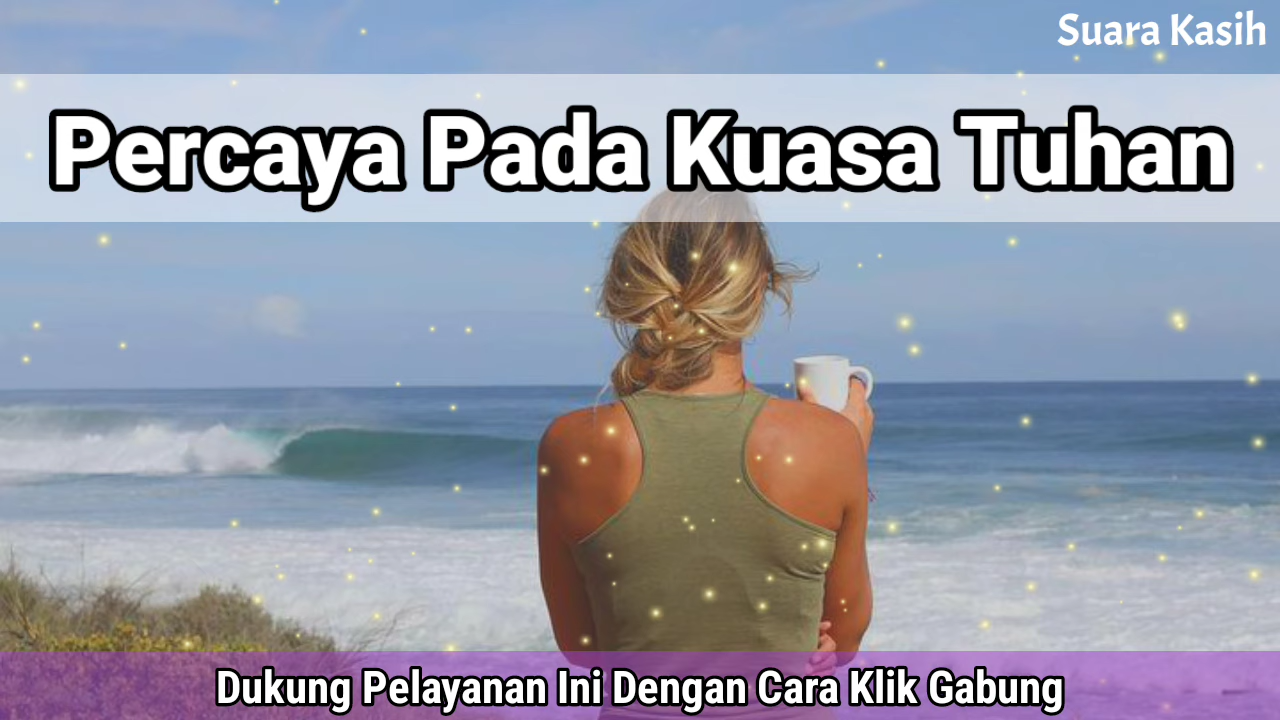 Suara Kasih
Percaya Pada Kuasa Tuhan
Dukung Pelayanan Ini Dengan Cara Klik Gabung